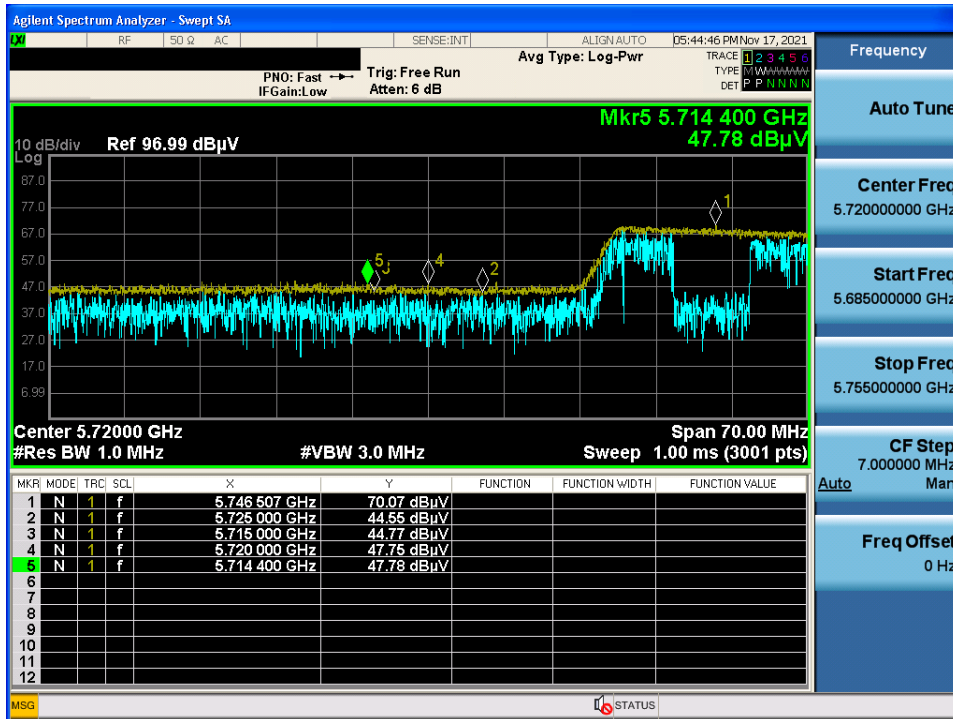 Agilent Spectrum Analyzer - Swept SA
LXI RF 50 Ω AC SENSE:INT ALIGN AUTO 05:44:46 PM Nov 17, 2021
Frequency
Avg Type: Log-Pwr TRACE 1 2 3 4 5 6
PNO: Fast Trig: Free Run TYPE M W W W W W
IFGain:Low Atten: 6 dB DET P P N N N N
Auto Tune
Mkr5 5.714 400 GHz
47.78 dBµV
10 dB/div Ref 96.99 dBµV
Log
87.0
77.0
67.0
57.0
47.0
37.0
27.0
17.0
6.99
1
5
4
2
Center 5.72000 GHz Span 70.00 MHz
#Res BW 1.0 MHz #VBW 3.0 MHz Sweep 1.00 ms (3001 pts)
Center Freq
5.720000000 GHz
Start Freq
5.685000000 GHz
Stop Freq
5.755000000 GHz
CF Step
7.000000 MHz
Auto Man
Freq Offset
0 Hz
MKR MODE TRC SCL X Y FUNCTION FUNCTION WIDTH FUNCTION VALUE
1 N 1 f 5.746 507 GHz 70.07 dBµV
2 N 1 f 5.725 000 GHz 44.55 dBµV
3 N 1 f 5.715 000 GHz 44.77 dBµV
4 N 1 f 5.720 000 GHz 47.75 dBµV
5 N 1 f 5.714 400 GHz 47.78 dBµV
6
7
8
9
10
11
12
MSG STATUS